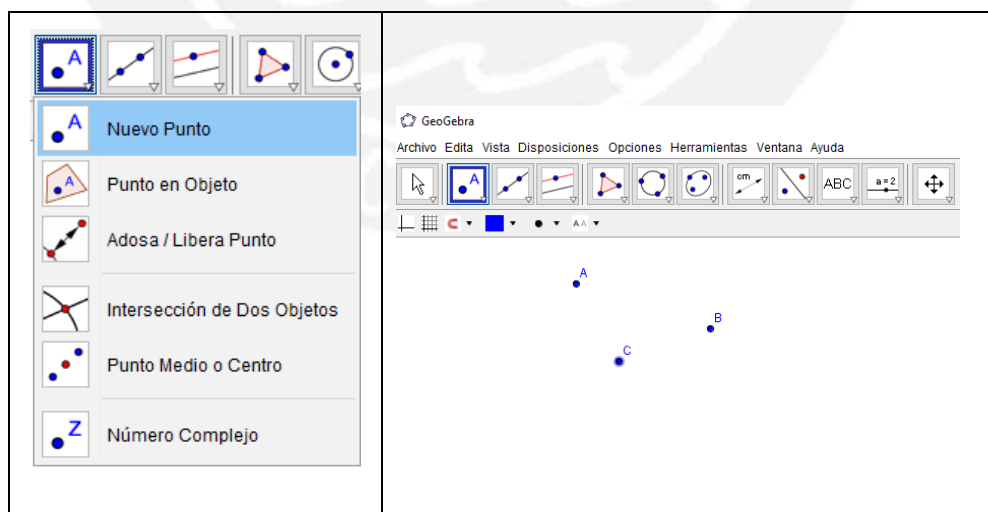 A
Nuevo Punto
A
Punto en Objeto
A
Adosa / Libera Punto
Intersección de Dos Objetos
Punto Medio o Centro
Z
Número Complejo
GeoGebra
Archivo Edita Vista Disposiciones Opciones Herramientas Ventana Ayuda
A cm ABC a=2
A A
A
B
C